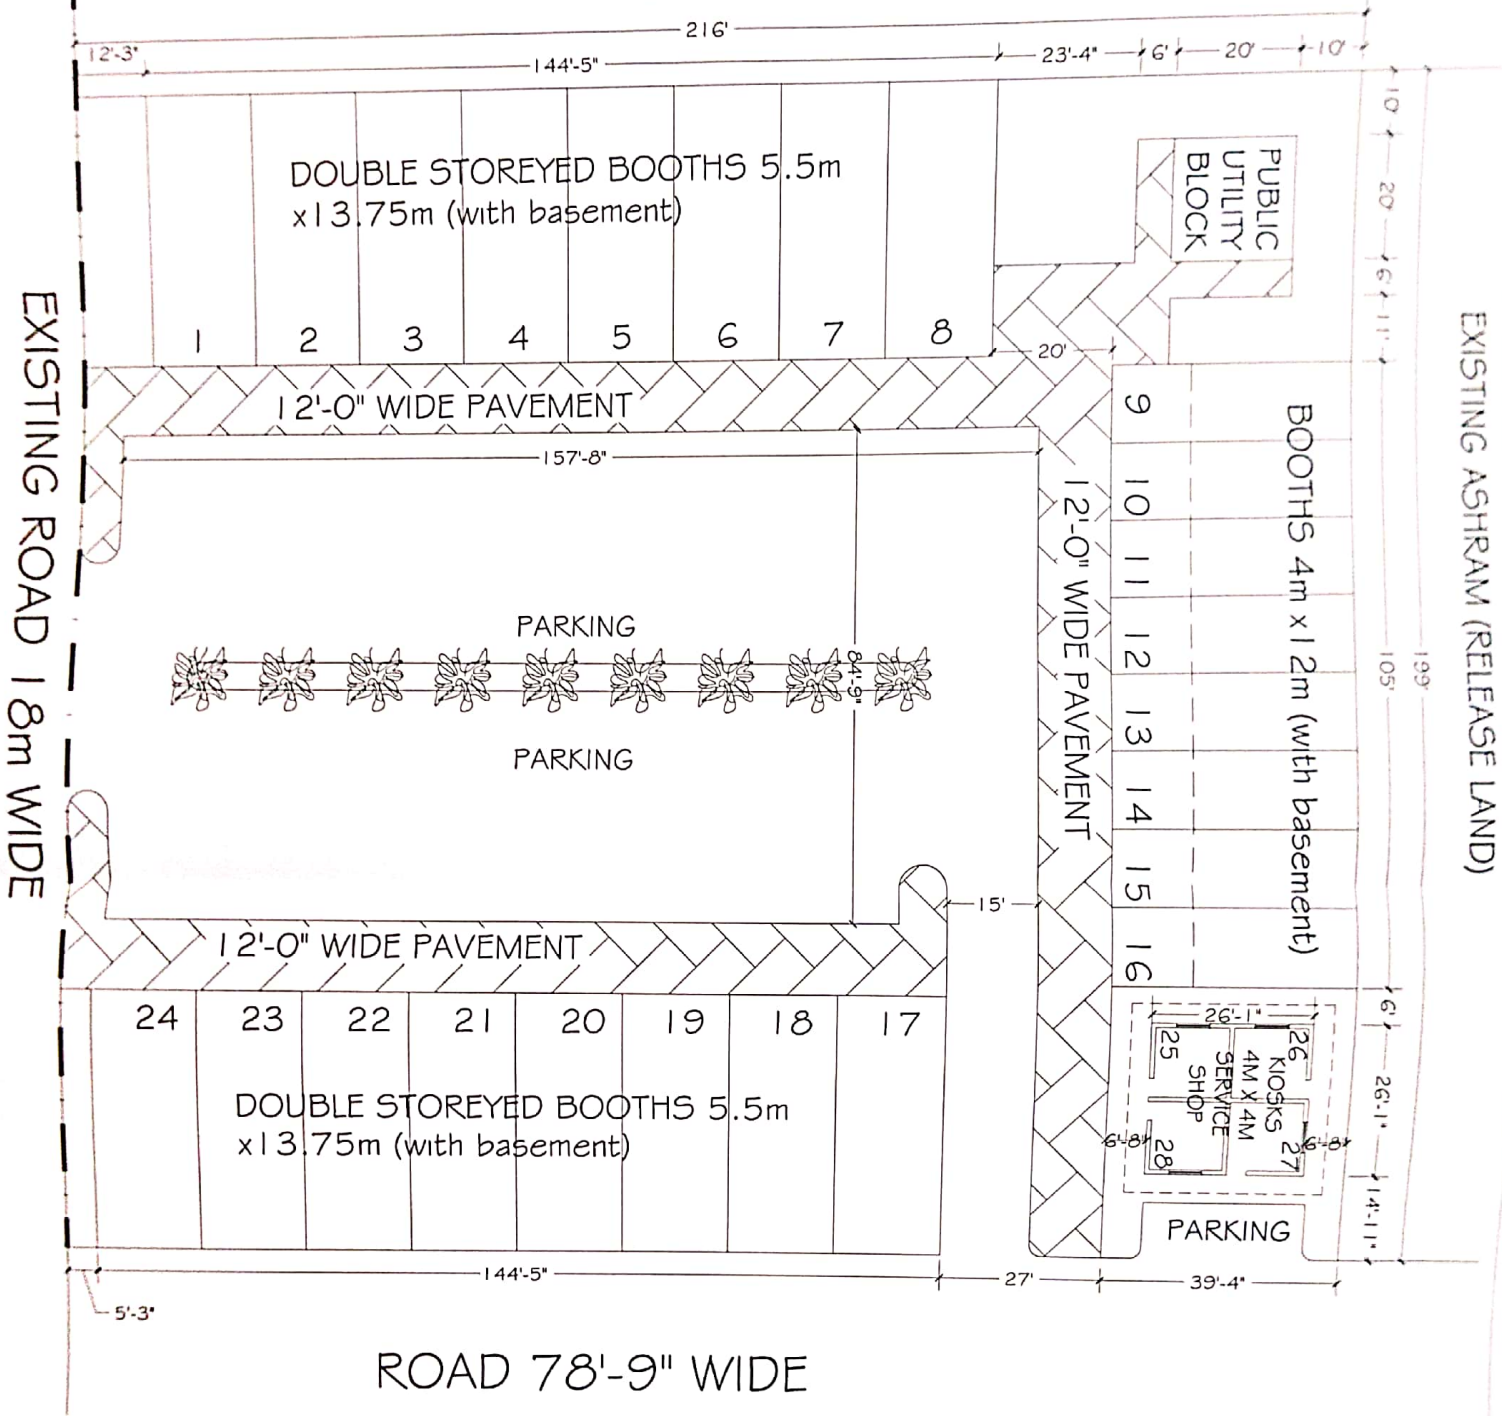 216'
12'-3"
144'-5"
23'-4"
6'
20'
10'
DOUBLE STOREYED BOOTHS 5.5m
x13.75m (with basement)
PUBLIC
UTILITY
BLOCK
10'
20'
6'
11'
1
2
3
4
5
6
7
8
20'
12'-0" WIDE PAVEMENT
157'-8"
84'-9"
EXISTING ROAD 18m WIDE
PARKING
PARKING
12'-0" WIDE PAVEMENT
9
10
11
12
13
14
15
16
BOOTHS 4m x12m (with basement)
105'
199'
EXISTING ASHRAM (RELEASE LAND)
15'
12'-0" WIDE PAVEMENT
24
23
22
21
20
19
18
17
DOUBLE STOREYED BOOTHS 5.5m
x13.75m (with basement)
6'
26'-1"
26'-1"
14'-11"
25
26
KIOSKS
4M X 4M
SERVICE
SHOP
6'-8"
6'-8"
28
27
PARKING
144'-5"
27'
39'-4"
5'-3"
ROAD 78'-9" WIDE